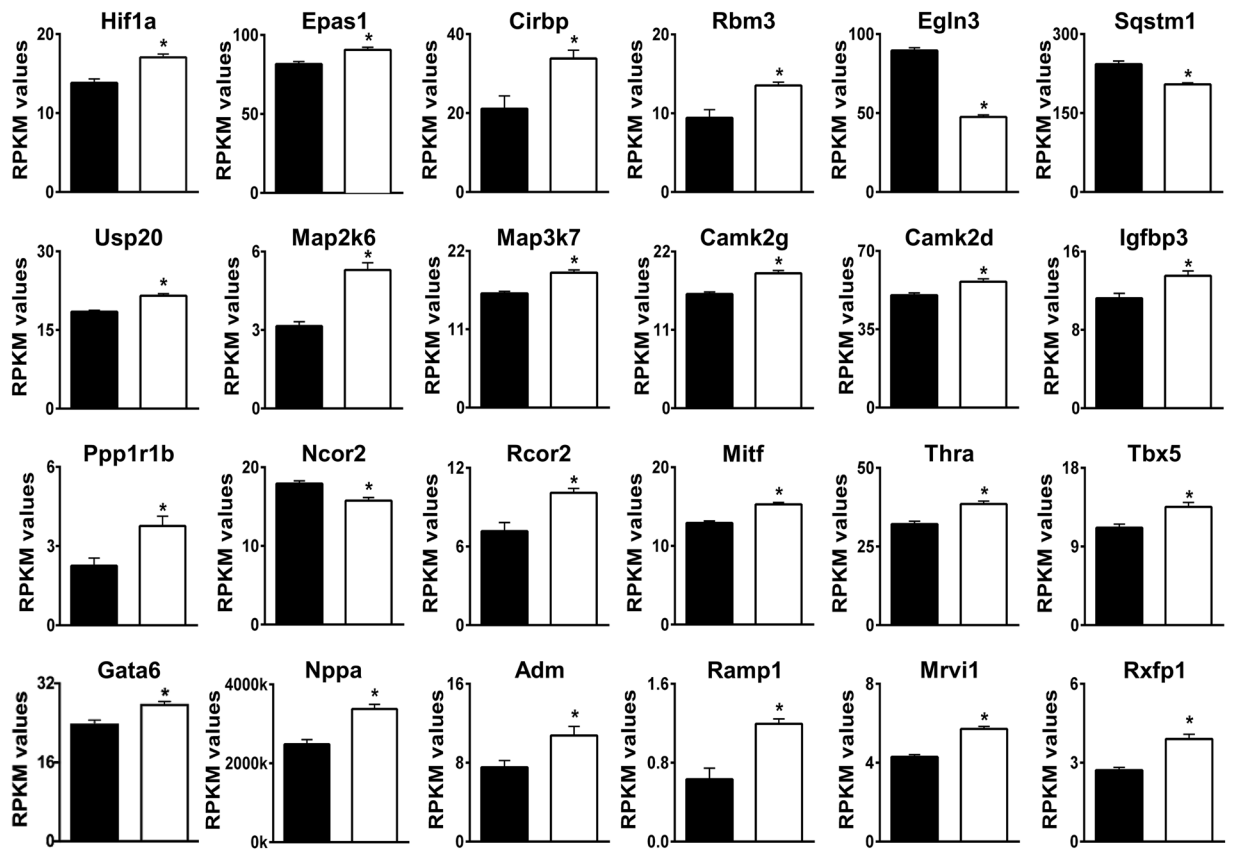 Hif1a Epas1 Cirbp Rbm3 Egln3 Sqstm1
RPKM values RPKM values RPKM values RPKM values RPKM values RPKM values
20 100 40 20 100 300
* * * * * *
10 50 20 10 50 150
0 0 0 0 0 0
Usp20 Map2k6 Map3k7 Camk2g Camk2d Igfbp3
RPKM values RPKM values RPKM values RPKM values RPKM values RPKM values
30 6 22 22 70 16
* * * * * *
15 3 11 11 35 8
0 0 0 0 0 0
Ppp1r1b Ncor2 Rcor2 Mitf Thra Tbx5
RPKM values RPKM values RPKM values RPKM values RPKM values RPKM values
6 20 12 20 50 18
* * * * * *
3 10 6 10 25 9
0 0 0 0 0 0
Gata6 Nppa Adm Ramp1 Mrvi1 Rxfp1
RPKM values RPKM values RPKM values RPKM values RPKM values RPKM values
32 4000k 16 1.6 8 6
* * * * * *
16 2000k 8 0.8 4 3
0 0k 0 0.0 0 0